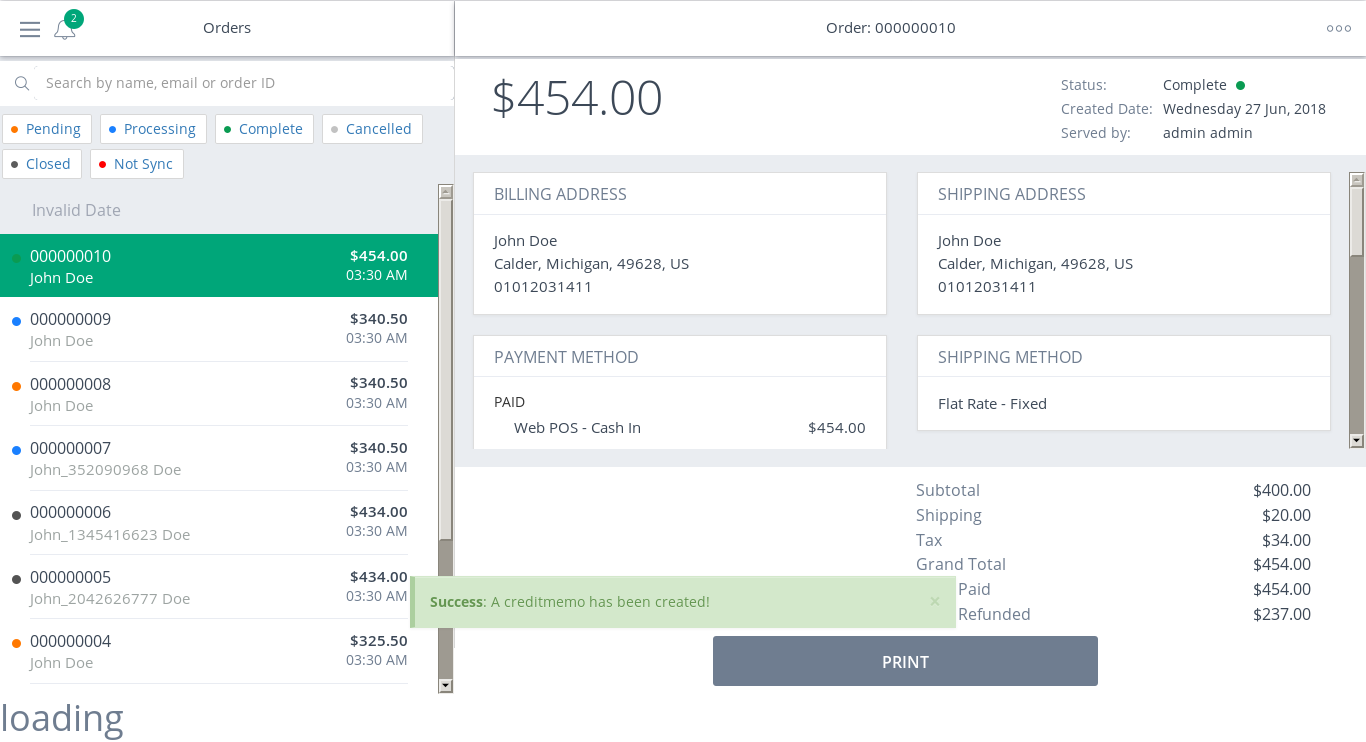 2
Orders
Order: 000000010
Search by name, email or order ID
Pending
Processing
Complete
Cancelled
Closed
Not Sync
Invalid Date
000000010 $454.00
John Doe 03:30 AM
000000009 $340.50
John Doe 03:30 AM
000000008 $340.50
John Doe 03:30 AM
000000007 $340.50
John_352090968 Doe 03:30 AM
000000006 $434.00
John_1345416623 Doe 03:30 AM
000000005 $434.00
John_2042626777 Doe 03:30 AM
000000004 $325.50
John Doe 03:30 AM
loading
$454.00
Status: Complete
Created Date: Wednesday 27 Jun, 2018
Served by: admin admin
BILLING ADDRESS
John Doe
Calder, Michigan, 49628, US
01012031411
SHIPPING ADDRESS
John Doe
Calder, Michigan, 49628, US
01012031411
PAYMENT METHOD
PAID
Web POS - Cash In $454.00
SHIPPING METHOD
Flat Rate - Fixed
Subtotal $400.00
Shipping $20.00
Tax $34.00
Grand Total $454.00
Paid $454.00
Refunded $237.00
Success: A creditmemo has been created! ×
PRINT